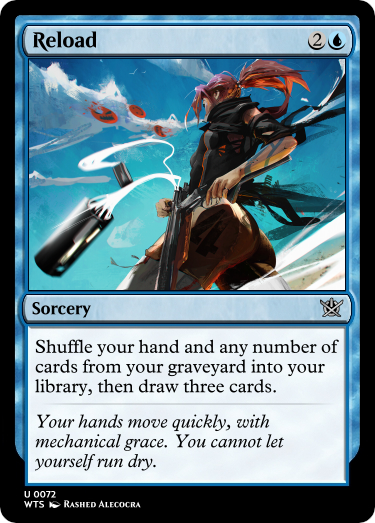 Reload 2
Sorcery
Shuffle your hand and any number of
cards from your graveyard into your
library, then draw three cards.
Your hands move quickly, with
mechanical grace. You cannot let
yourself run dry.
U 0072
WTS Rashed Alecocra